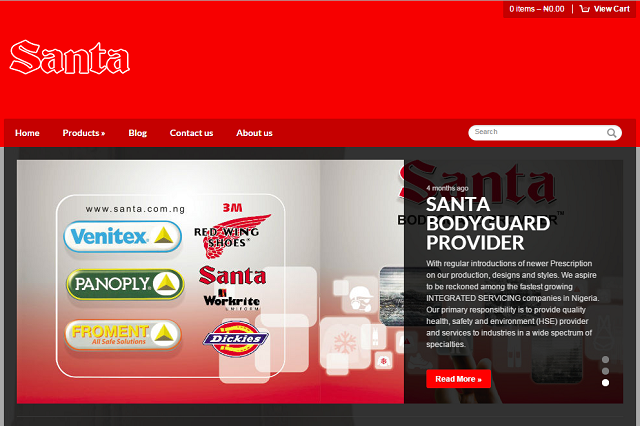 0 items – ₦0.00 View Cart
Santa
Home Products » Blog Contact us About us
Search
www.santa.com.ng
3M
Venitex
RED WING SHOES
PANOPLY
Santa
Workrite
UNIFORM
FROMENT
All Safe Solutions
Dickies
Santa
4 months ago
SANTA
BODYGUARD
PROVIDER
With regular introductions of newer Prescription
on our production, designs and styles. We aspire
to be reckoned among the fastest growing
INTEGRATED SERVICING companies in Nigeria.
Our primary responsibility is to provide quality
health, safety and environment (HSE) provider
and services to industries in a wide spectrum of
specialties.
Read More »